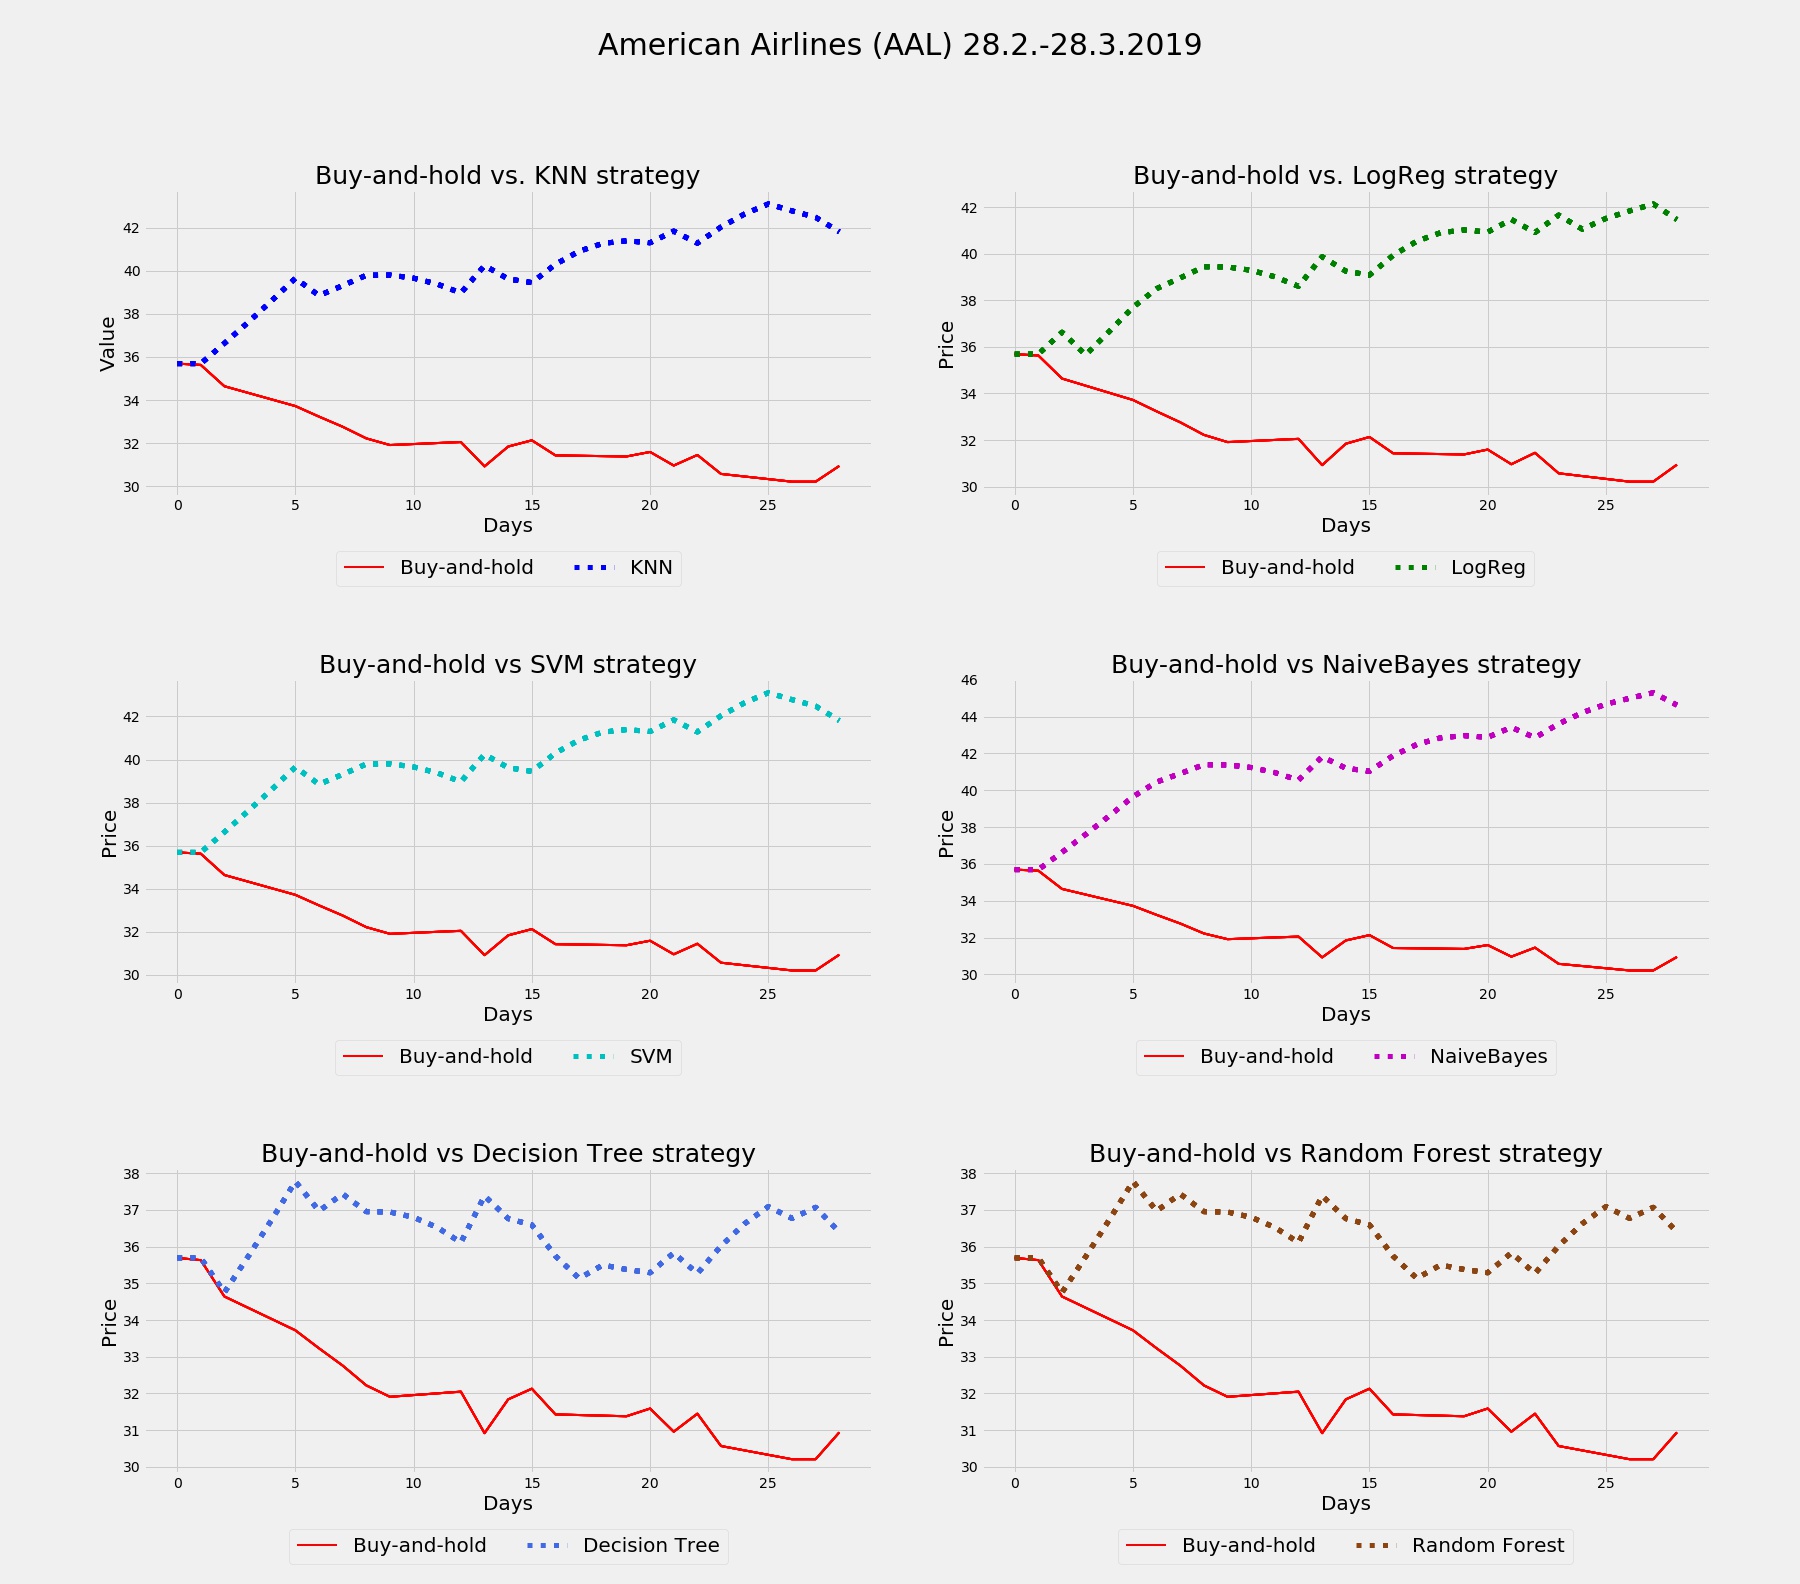 American Airlines (AAL) 28.2.-28.3.2019
Buy-and-hold vs. KNN strategy
Value
42
40
38
36
34
32
30
0 5 10 15 20 25
Days
Buy-and-hold KNN
Buy-and-hold vs. LogReg strategy
Price
42
40
38
36
34
32
30
0 5 10 15 20 25
Days
Buy-and-hold LogReg
Buy-and-hold vs SVM strategy
Price
42
40
38
36
34
32
30
0 5 10 15 20 25
Days
Buy-and-hold SVM
Buy-and-hold vs NaiveBayes strategy
Price
46
44
42
40
38
36
34
32
30
0 5 10 15 20 25
Days
Buy-and-hold NaiveBayes
Buy-and-hold vs Decision Tree strategy
Price
38
37
36
35
34
33
32
31
30
0 5 10 15 20 25
Days
Buy-and-hold Decision Tree
Buy-and-hold vs Random Forest strategy
Price
38
37
36
35
34
33
32
31
30
0 5 10 15 20 25
Days
Buy-and-hold Random Forest